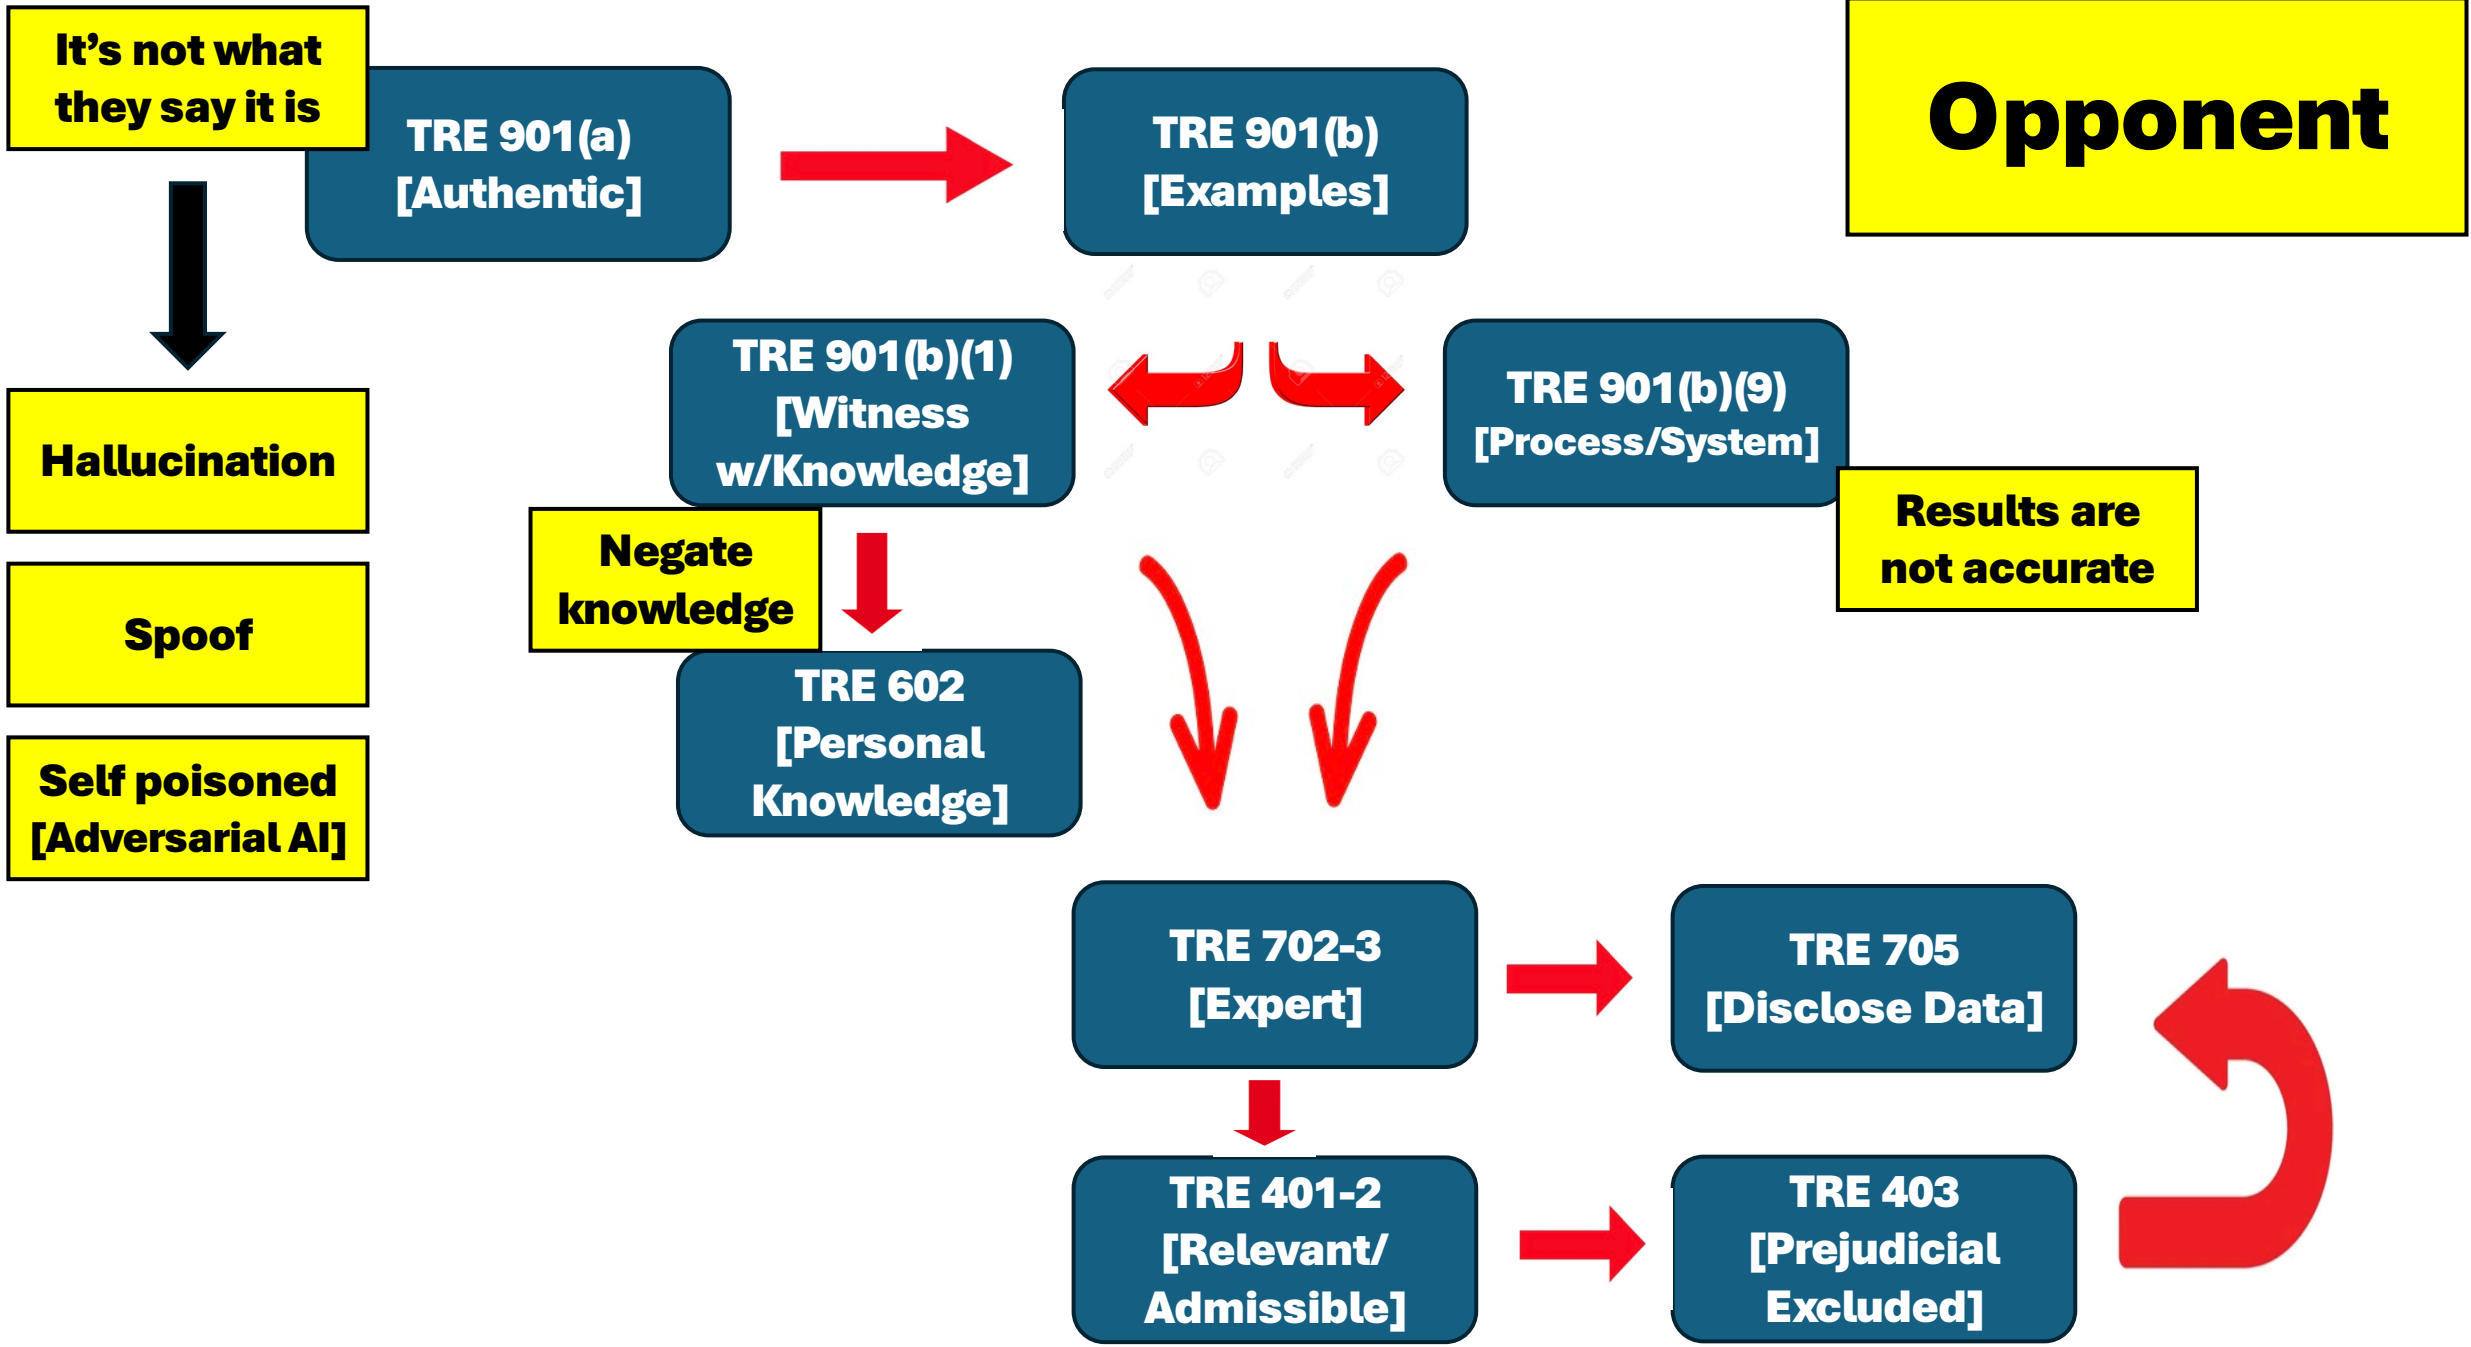 It's not what
they say it is
TRE 901(a)
[Authentic]
TRE 901(b)
[Examples]
Opponent
TRE 901(b)(1)
[Witness
w/Knowledge]
TRE 901(b)(9)
[Process/System]
Hallucination
Results are
not accurate
Negate
knowledge
Spoof
TRE 602
[Personal
Knowledge]
Self poisoned
[Adversarial AI]
TRE 702-3
[Expert]
TRE 705
[Disclose Data]
TRE 401-2
[Relevant/
Admissible]
TRE 403
[Prejudicial
Excluded]